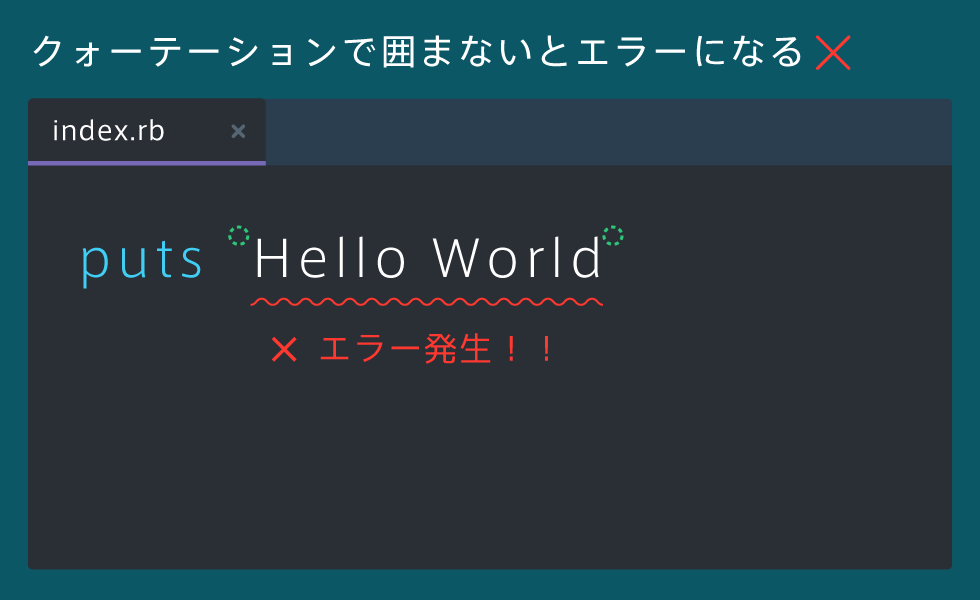 クォーテーションで囲まないとエラーになる❌
index.rb ×
puts Hello World
× エラー発生！！